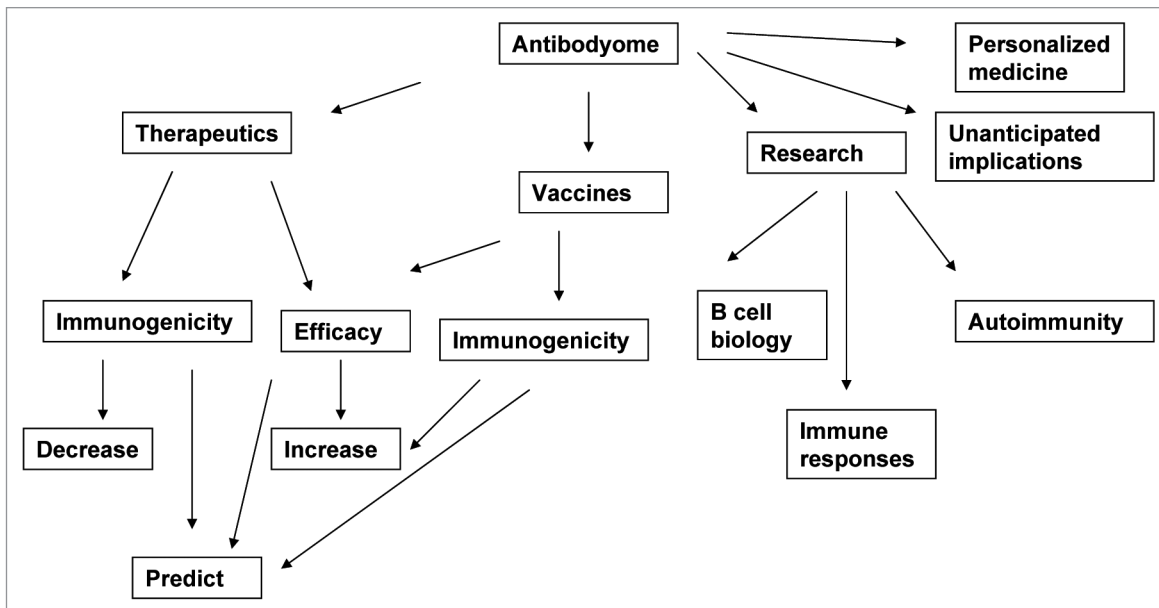 Antibodyome
Personalized
medicine
Therapeutics
Unanticipated
implications
Research
Vaccines
Immunogenicity
Efficacy
Immunogenicity
B cell
biology
Autoimmunity
Decrease
Increase
Immune
responses
Predict